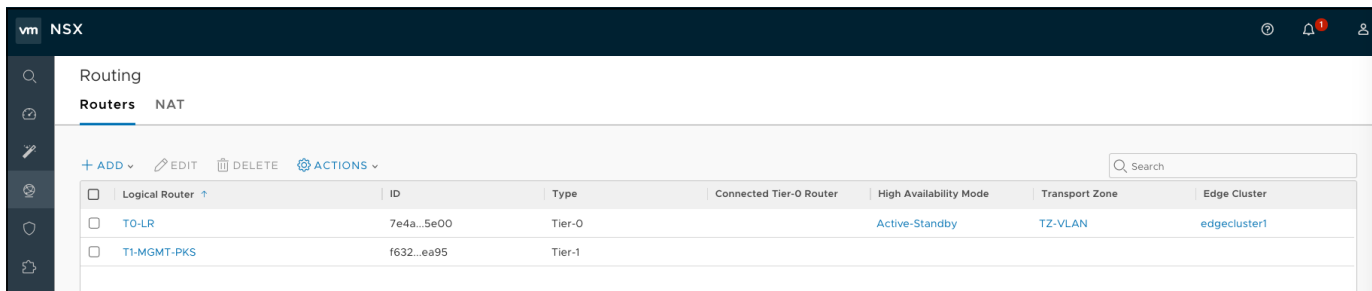 vm NSX
1
Routing
Routers NAT
+ ADD EDIT DELETE ACTIONS Search
Logical Router ↑ ID Type Connected Tier-0 Router High Availability Mode Transport Zone Edge Cluster
T0-LR 7e4a...5e00 Tier-0 Active-Standby TZ-VLAN edgecluster1
T1-MGMT-PKS f632...ea95 Tier-1